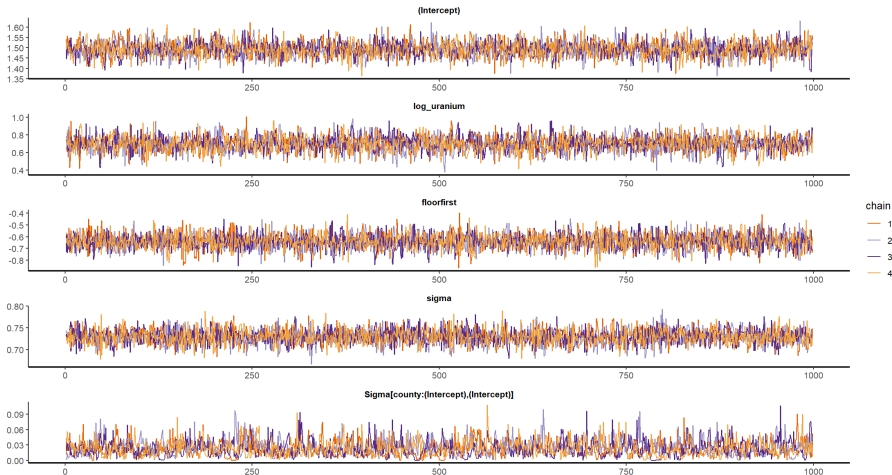 (Intercept)
1.60
1.55
1.50
1.45
1.40
1.35
0 250 500 750 1000
log_uranium
1.0
0.8
0.6
0.4
0 250 500 750 1000
floorfirst
-0.4
-0.5
-0.6
-0.7
-0.8
0 250 500 750 1000
sigma
0.80
0.75
0.70
0 250 500 750 1000
Sigma[county:(Intercept),(Intercept)]
0.09
0.06
0.03
0.00
0 250 500 750 1000
chain
1
2
3
4